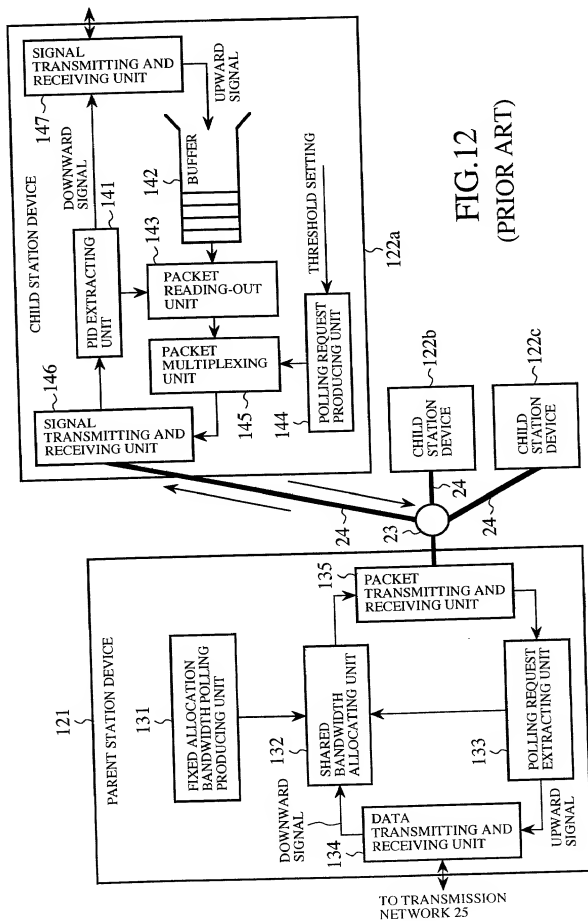 121
PARENT STATION DEVICE
131
FIXED ALLOCATION
BANDWIDTH POLLING
PRODUCING UNIT
132
SHARED
BANDWIDTH
ALLOCATING UNIT
135
PACKET
TRANSMITTING AND
RECEIVING UNIT
133
POLLING REQUEST
EXTRACTING UNIT
DOWNWARD
SIGNAL
134
DATA
TRANSMITTING AND
RECEIVING UNIT
UPWARD
SIGNAL
TO TRANSMISSION
NETWORK 25
23
24
24
24
122b
CHILD
STATION
DEVICE
122c
CHILD
STATION
DEVICE
122a
CHILD STATION DEVICE
146
SIGNAL
TRANSMITTING AND
RECEIVING UNIT
141
PID EXTRACTING
UNIT
DOWNWARD
SIGNAL
147
SIGNAL
TRANSMITTING AND
RECEIVING UNIT
UPWARD
SIGNAL
142
BUFFER
143
PACKET
READING-OUT
UNIT
145
PACKET
MULTIPLEXING
UNIT
144
POLLING REQUEST
PRODUCING UNIT
THRESHOLD SETTING
FIG.12
(PRIOR ART)